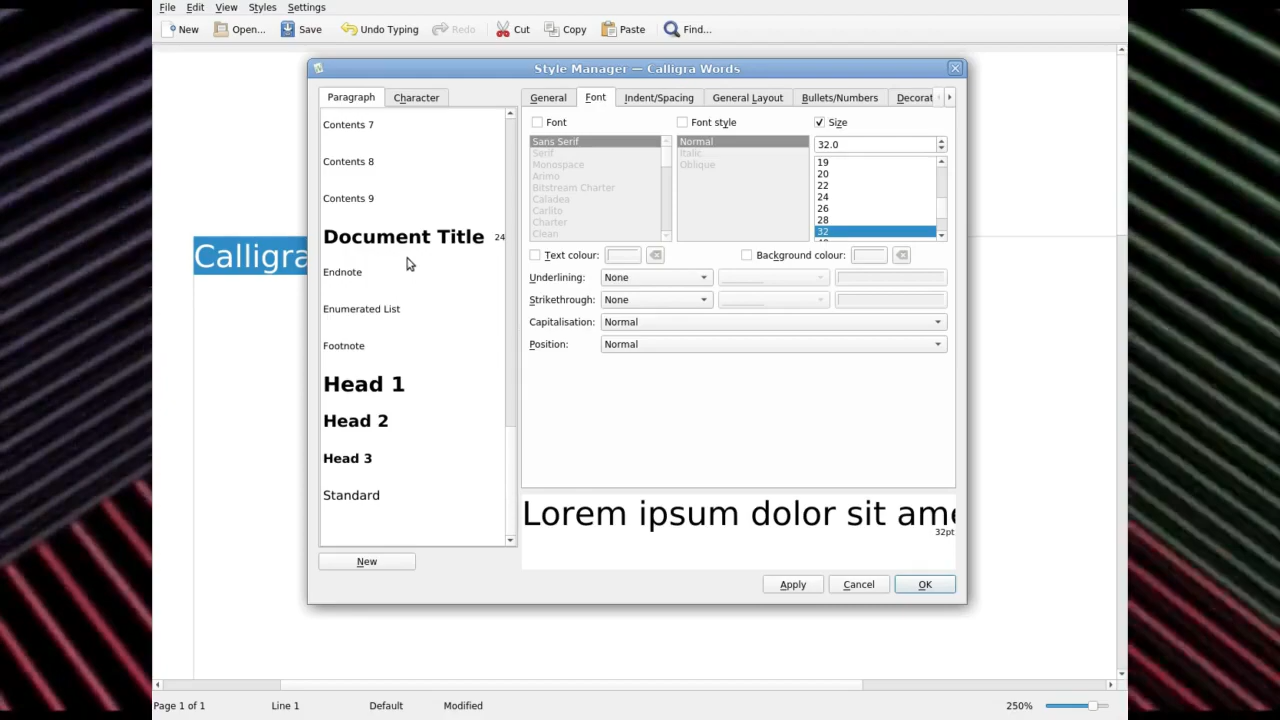 File Edit View Styles Settings
New Open... Save Undo Typing Redo Cut Copy Paste Find...
Style Manager — Calligra Words
Paragraph Character
General Font Indent/Spacing General Layout Bullets/Numbers Decorat
Contents 7
Contents 8
Contents 9
Document Title 24
Endnote
Enumerated List
Footnote
Head 1
Head 2
Head 3
Standard
New
Font
Sans Serif
Serif
Monospace
Arimo
Bitstream Charter
Caladea
Carlito
Charter
Clean
Font style
Normal
Italic
Oblique
Size
32.0
19
20
22
24
26
28
32
Text colour: Background colour:
Underlining: None
Strikethrough: None
Capitalisation: Normal
Position: Normal
Lorem ipsum dolor sit ame
32pt
Apply Cancel OK
Calligra
Page 1 of 1 Line 1 Default Modified 250%